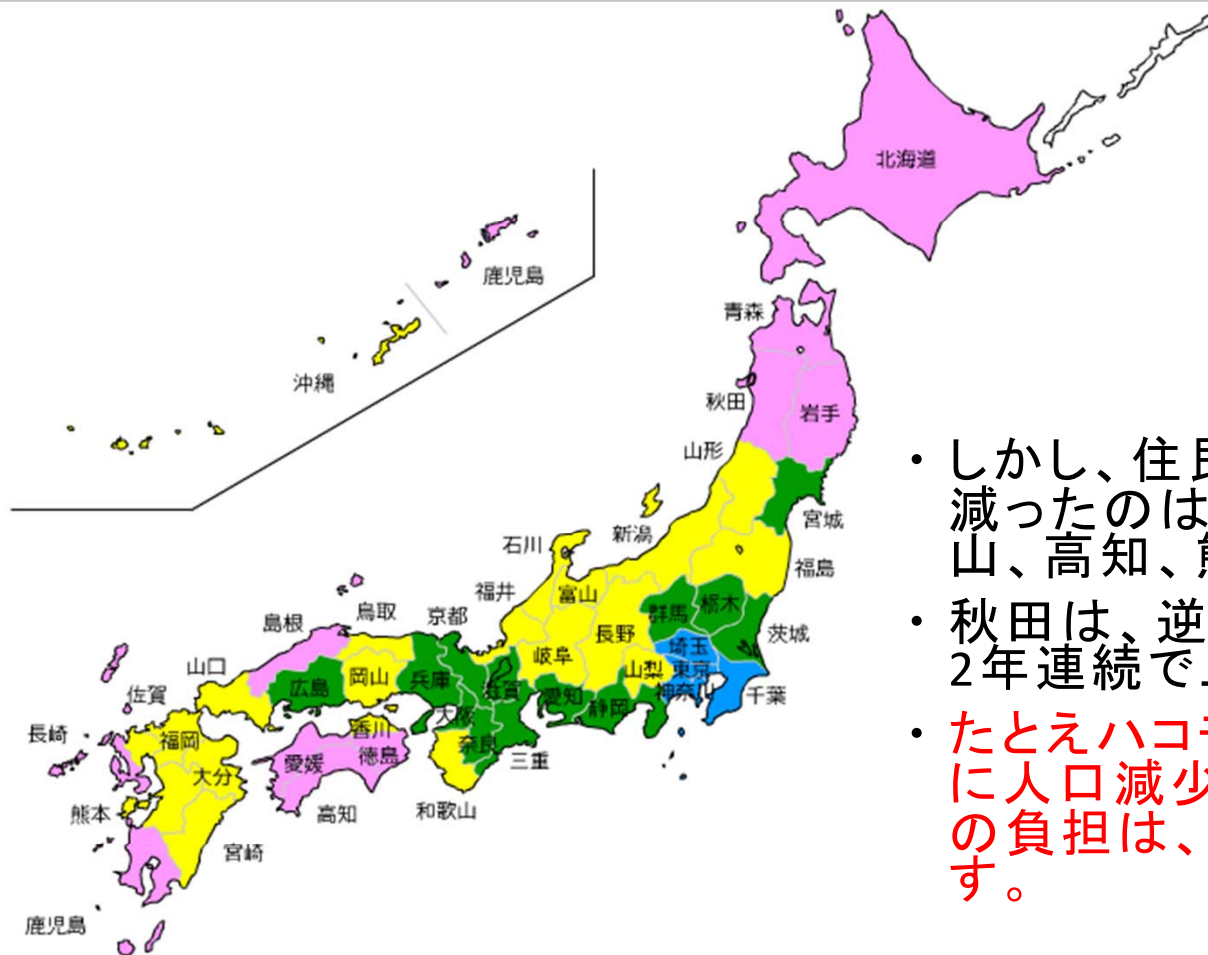 北海道
鹿児島
青森
沖縄
秋田
岩手
山形
宮城
新潟
石川
福島
福井
富山
群馬
栃木
鳥取
京都
島根
長野
茨城
埼玉
岐阜
山口
東京
山梨
岡山
兵庫
広島
滋賀
愛知
神奈川
千葉
佐賀
静岡
大阪
香川
長崎
福岡
奈良
徳島
三重
愛媛
大分
熊本
高知
和歌山
宮崎
鹿児島
・しかし、住
減ったのは
山、高知、
・秋田は、逆
2年連続で
・たとえハコ
に人口減少
の負担は、
す。